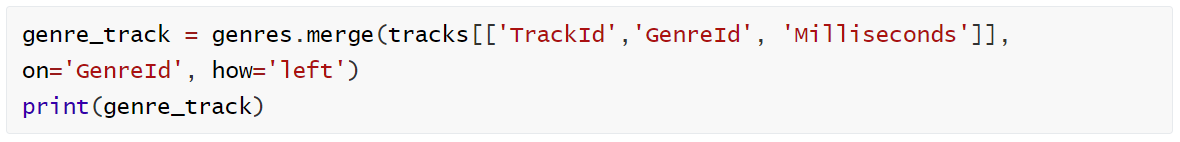 genre_track = genres.merge(tracks[['TrackId','GenreId', 'Milliseconds']],
on='GenreId', how='left')
print(genre_track)